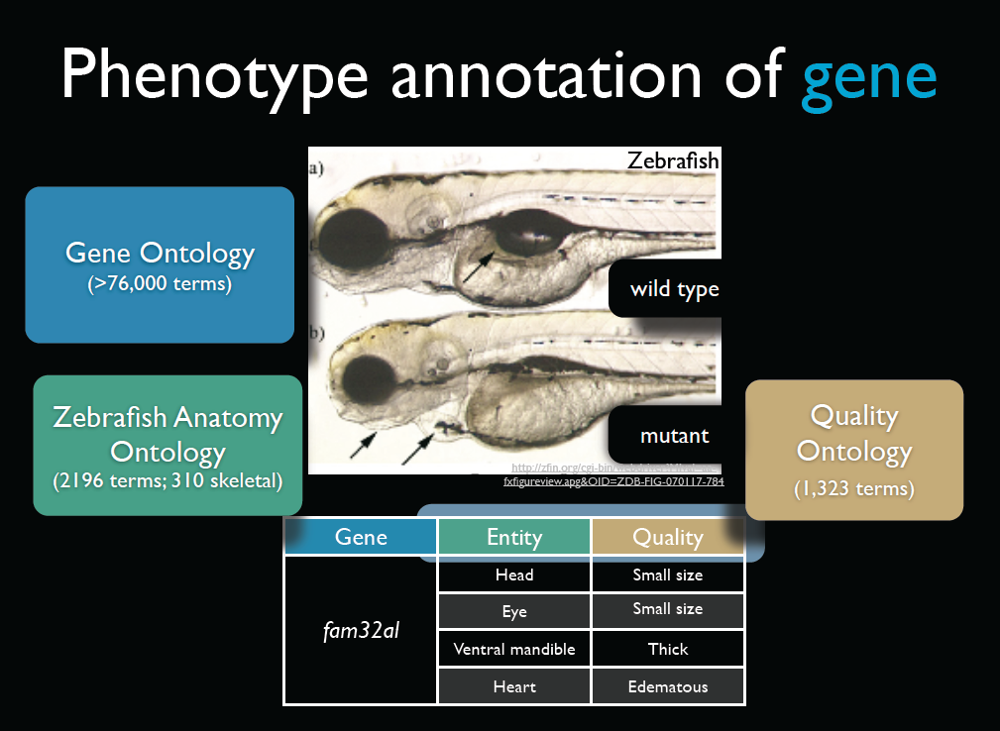 Phenotype annotation of gene
a)
Zebrafish
Gene Ontology
(>76,000 terms)
wild type
b)
Zebrafish Anatomy
Ontology
(2196 terms; 310 skeletal)
mutant
Quality
Ontology
(1,323 terms)
http://zfin.org/cgi-bin/
fxfigureview.apg&OID=ZDB-FIG-070117-784
Gene Entity Quality
fam32al
Head Small size
Eye Small size
Ventral mandible Thick
Heart Edematous